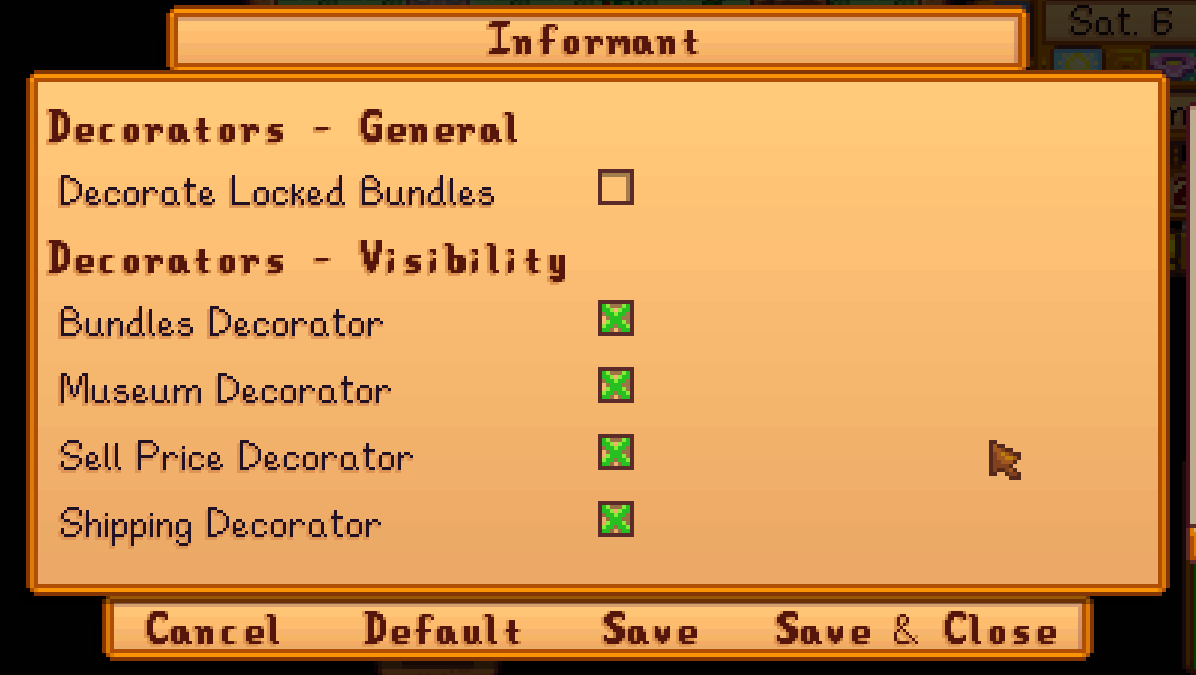 Informant
Sat. 6
Decorators - General
Decorate Locked Bundles
Decorators - Visibility
Bundles Decorator
Museum Decorator
Sell Price Decorator
Shipping Decorator
Cancel Default Save Save & Close